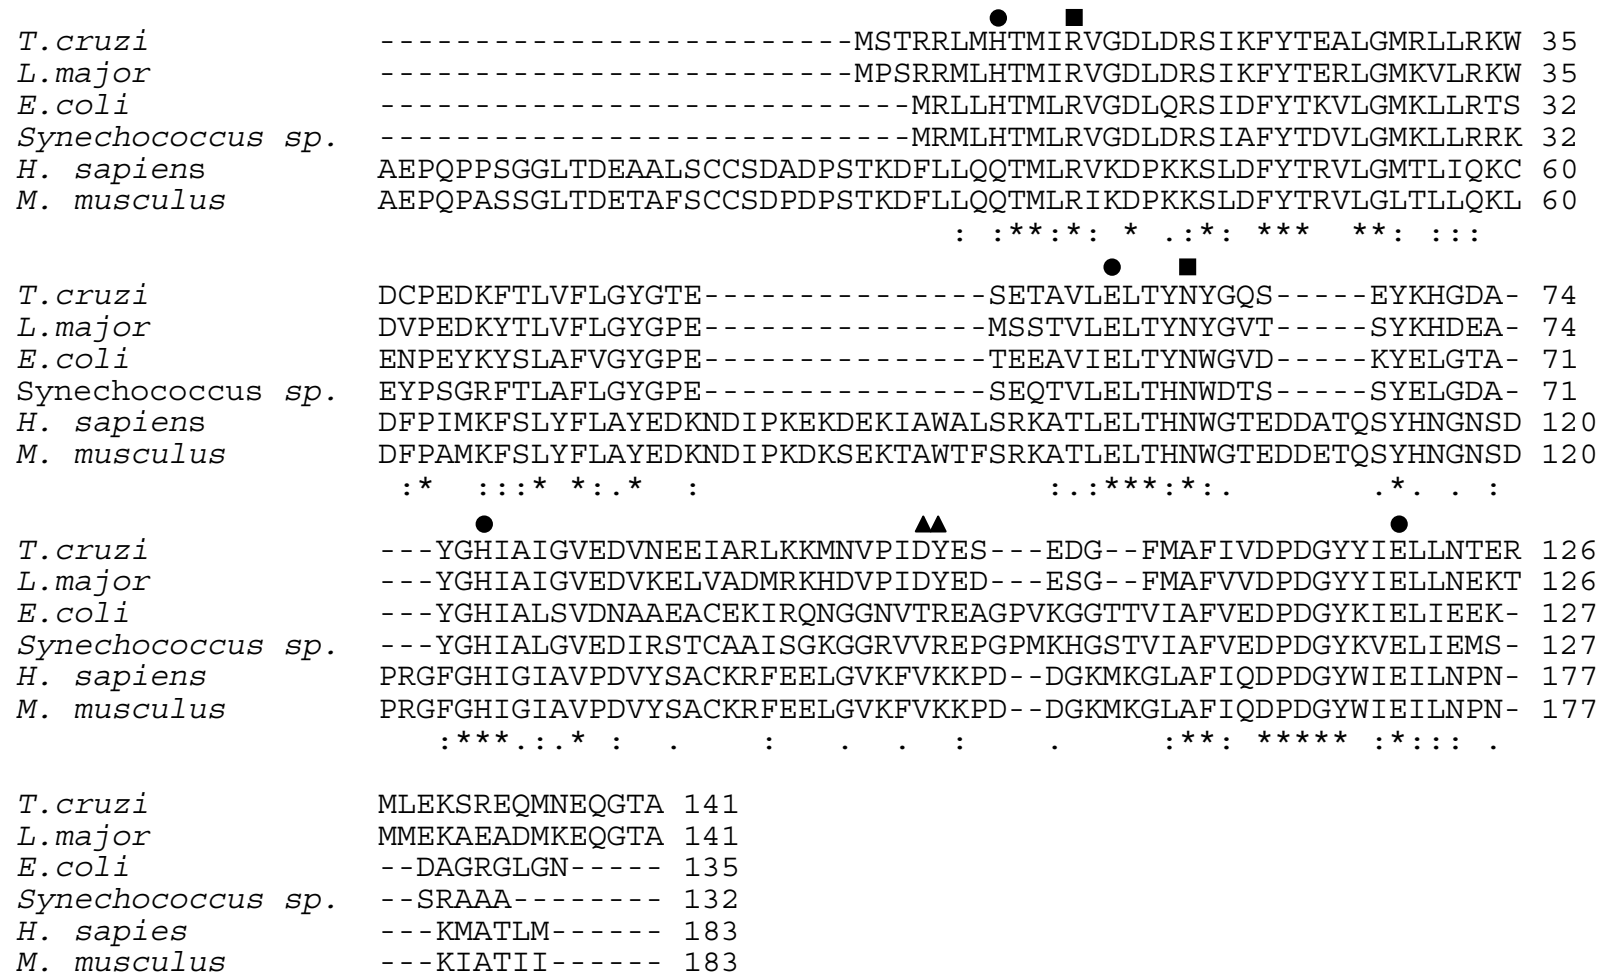 ● ■
T.cruzi -------------------------MSTRRLMHTMIRVGDLDRSIKFYTEALGMRLLRKW 35
L.major -------------------------MPSRRMLHTMIRVGDLDRSIKFYTERLGMKVLRKW 35
E.coli ----------------------------MRLLHTMLRVGDLQRSIDFYTKVLGMKLLRTS 32
Synechococcus sp. ----------------------------MRMLHTMLRVGDLDRSIAFYTDVLGMKLLRRK 32
H. sapiens AEPQPPSGGLTDEAALSCCSDADPSTKDFLLQQTMLRVKDPKKSLDFYTRVLGMTLIQKC 60
M. musculus AEPQPASSGLTDETAFSCCSDPDPSTKDFLLQQTMLRIKDPKKSLDFYTRVLGLTLLQKL 60
: :**:*: * .:*: *** **: :::
● ■
T.cruzi DCPEDKFTLVFLGYGTE---------------SETAVLELTYNYGQS-----EYKHGDA- 74
L.major DVPEDKYTLVFLGYGPE---------------MSSTVLELTYNYGVT-----SYKHDEA- 74
E.coli ENPEYKYSLAFVGYGPE---------------TEEAVIELTYNWGVD-----KYELGTA- 71
Synechococcus sp. EYPSGRFTLAFLGYGPE---------------SEQTVLELTHNWDTS-----SYELGDA- 71
H. sapiens DFPIMKFSLYFLAYEDKNDIPKEKDEKIAWALSRKATLELTHNWGTEDDATQSYHNGNSD 120
M. musculus DFPAMKFSLYFLAYEDKNDIPKDKSEKTAWTFSRKATLELTHNWGTEDDETQSYHNGNSD 120
:* :::* *:.* : :.:***:*:. .*. . :
● ▲▲ ●
T.cruzi ---YGHIAIGVEDVNEEIARLKKMNVPIDYES---EDG--FMAFIVDPDGYYIELLNTER 126
L.major ---YGHIAIGVEDVKELVADMRKHDVPIDYED---ESG--FMAFVVDPDGYYIELLNEKT 126
E.coli ---YGHIALSVDNAAEACEKIRQNGGNVTREAGPVKGGTTVIAFVEDPDGYKIELIEEK- 127
Synechococcus sp. ---YGHIALGVEDIRSTCAAISGKGGRVVREPGPMKHGSTVIAFVEDPDGYKVELIEMS- 127
H. sapiens PRGFGHIGIAVPDVYSACKRFEELGVKFVKKPD--DGKMKGLAFIQDPDGYWIEILNPN- 177
M. musculus PRGFGHIGIAVPDVYSACKRFEELGVKFVKKPD--DGKMKGLAFIQDPDGYWIEILNPN- 177
:***.:.* : . : . . : . :**: ***** :*::: .
T.cruzi MLEKSREQMNEQGTA 141
L.major MMEKAEADMKEQGTA 141
E.coli --DAGRGLGN----- 135
Synechococcus sp. --SRAAA-------- 132
H. sapies ---KMATLM------ 183
M. musculus ---KIATII------ 183